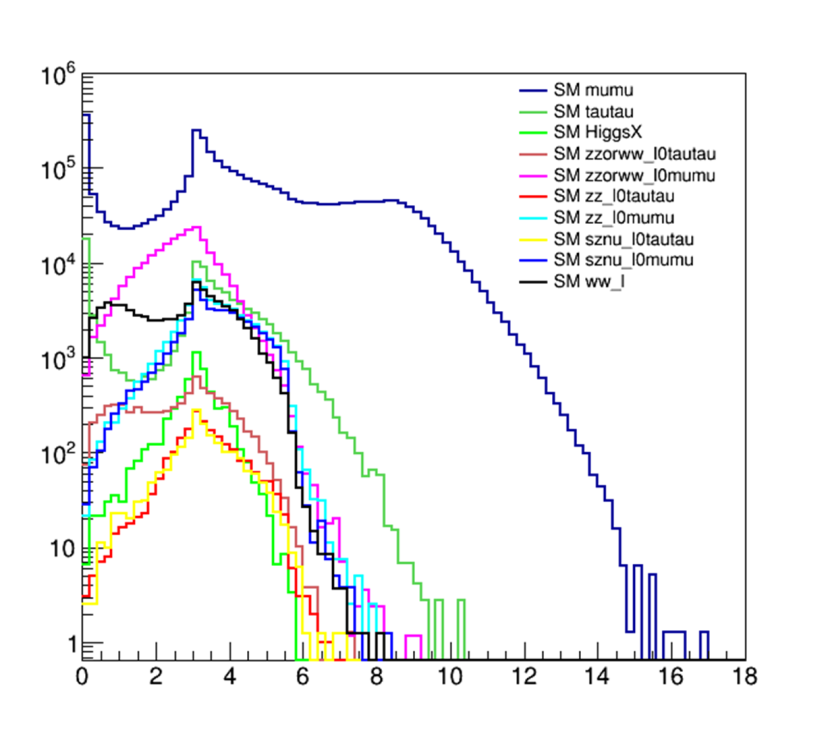 10^6
10^5
10^4
10^3
10^2
10
1
SM mumu
SM tautau
SM HiggsX
SM zzorww_l0tautau
SM zzorww_l0mumu
SM zz_l0tautau
SM zz_l0mumu
SM sznu_l0tautau
SM sznu_l0mumu
SM ww_l
0 2 4 6 8 10 12 14 16 18